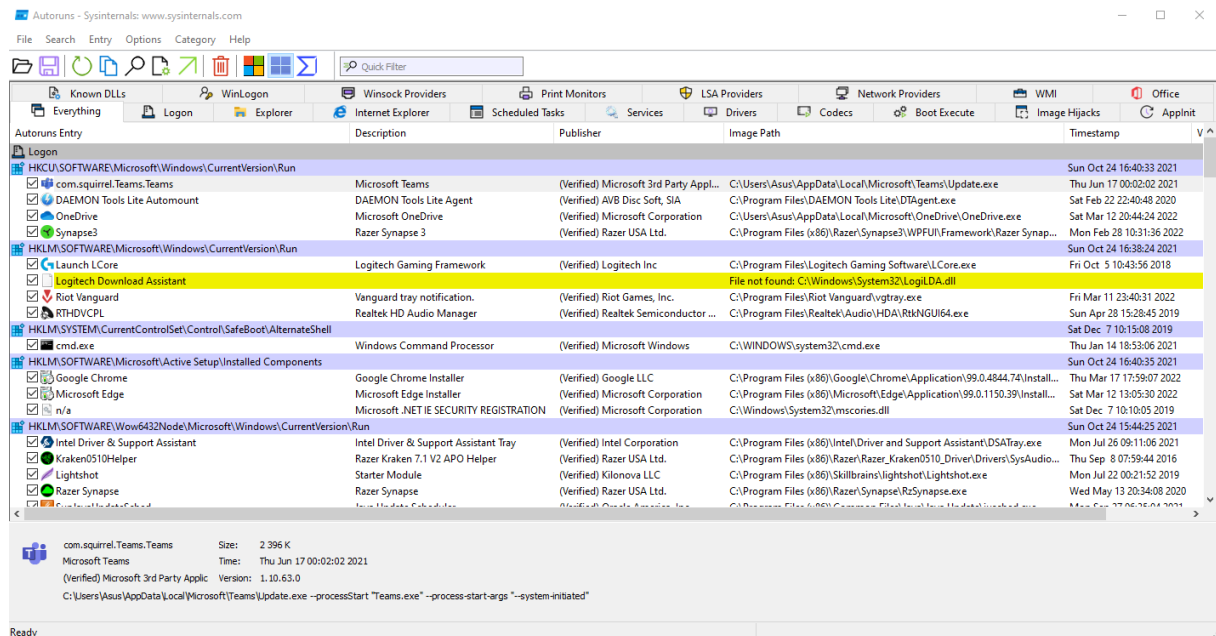 Autoruns - Sysinternals: www.sysinternals.com
File Search Entry Options Category Help
Quick Filter
Known DLLs WinLogon Winsock Providers Print Monitors LSA Providers Network Providers WMI Office
Everything Logon Explorer Internet Explorer Scheduled Tasks Services Drivers Codecs Boot Execute Image Hijacks AppInit
Autoruns Entry Description Publisher Image Path Timestamp V
Logon
HKCU\SOFTWARE\Microsoft\Windows\CurrentVersion\Run Sun Oct 24 16:40:33 2021
com.squirrel.Teams.Teams Microsoft Teams (Verified) Microsoft 3rd Party Appl... C:\Users\Asus\AppData\Local\Microsoft\Teams\Update.exe Thu Jun 17 00:02:02 2021
DAEMON Tools Lite Automount DAEMON Tools Lite Agent (Verified) AVB Disc Soft, SIA C:\Program Files\DAEMON Tools Lite\DTAgent.exe Sat Feb 22 22:40:48 2020
OneDrive Microsoft OneDrive (Verified) Microsoft Corporation C:\Users\Asus\AppData\Local\Microsoft\OneDrive\OneDrive.exe Sat Mar 12 20:44:24 2022
Synapse3 Razer Synapse 3 (Verified) Razer USA Ltd. C:\Program Files (x86)\Razer\Synapse3\WPFUI\Framework\Razer Synap... Mon Feb 28 10:31:36 2022
HKLM\SOFTWARE\Microsoft\Windows\CurrentVersion\Run Sun Oct 24 16:38:24 2021
Launch LCore Logitech Gaming Framework (Verified) Logitech Inc C:\Program Files\Logitech Gaming Software\LCore.exe Fri Oct 5 10:43:56 2018
Logitech Download Assistant File not found: C:\Windows\System32\LogiLDA.dll
Riot Vanguard Vanguard tray notification. (Verified) Riot Games, Inc. C:\Program Files\Riot Vanguard\vgtray.exe Fri Mar 11 23:40:31 2022
RTHDVCPL Realtek HD Audio Manager (Verified) Realtek Semiconductor ... C:\Program Files\Realtek\Audio\HDA\RtkNGUI64.exe Sun Apr 28 15:28:45 2019
HKLM\SYSTEM\CurrentControlSet\Control\SafeBoot\AlternateShell Sat Dec 7 10:15:08 2019
cmd.exe Windows Command Processor (Verified) Microsoft Windows C:\WINDOWS\system32\cmd.exe Thu Jan 14 18:53:06 2021
HKLM\SOFTWARE\Microsoft\Active Setup\Installed Components Sun Oct 24 16:40:35 2021
Google Chrome Google Chrome Installer (Verified) Google LLC C:\Program Files (x86)\Google\Chrome\Application\99.0.4844.74\Install... Thu Mar 17 17:59:07 2022
Microsoft Edge Microsoft Edge Installer (Verified) Microsoft Corporation C:\Program Files (x86)\Microsoft\Edge\Application\99.0.1150.39\Install... Sat Mar 12 13:05:30 2022
n/a Microsoft .NET IE SECURITY REGISTRATION (Verified) Microsoft Corporation C:\Windows\System32\mscories.dll Sat Dec 7 10:10:05 2019
HKLM\SOFTWARE\Wow6432Node\Microsoft\Windows\CurrentVersion\Run Sun Oct 24 15:44:25 2021
Intel Driver & Support Assistant Intel Driver & Support Assistant Tray (Verified) Intel Corporation C:\Program Files (x86)\Intel\Driver and Support Assistant\DSATray.exe Mon Jul 26 09:11:06 2021
Kraken0510Helper Razer Kraken 7.1 V2 APO Helper (Verified) Razer USA Ltd. C:\Program Files (x86)\Razer\Razer_Kraken0510_Driver\Drivers\SysAudio... Thu Sep 8 07:59:44 2016
Lightshot Starter Module (Verified) Kilonova LLC C:\Program Files (x86)\Skillbrains\lightshot\Lightshot.exe Mon Jul 22 00:21:52 2019
Razer Synapse Razer Synapse (Verified) Razer USA Ltd. C:\Program Files (x86)\Razer\Synapse\RzSynapse.exe Wed May 13 20:34:08 2020
com.squirrel.Teams.Teams Size: 2 396 K
Microsoft Teams Time: Thu Jun 17 00:02:02 2021
(Verified) Microsoft 3rd Party Applic Version: 1.10.63.0
C:\Users\Asus\AppData\Local\Microsoft\Teams\Update.exe --processStart "Teams.exe" --process-start-args "--system-initiated"
Ready